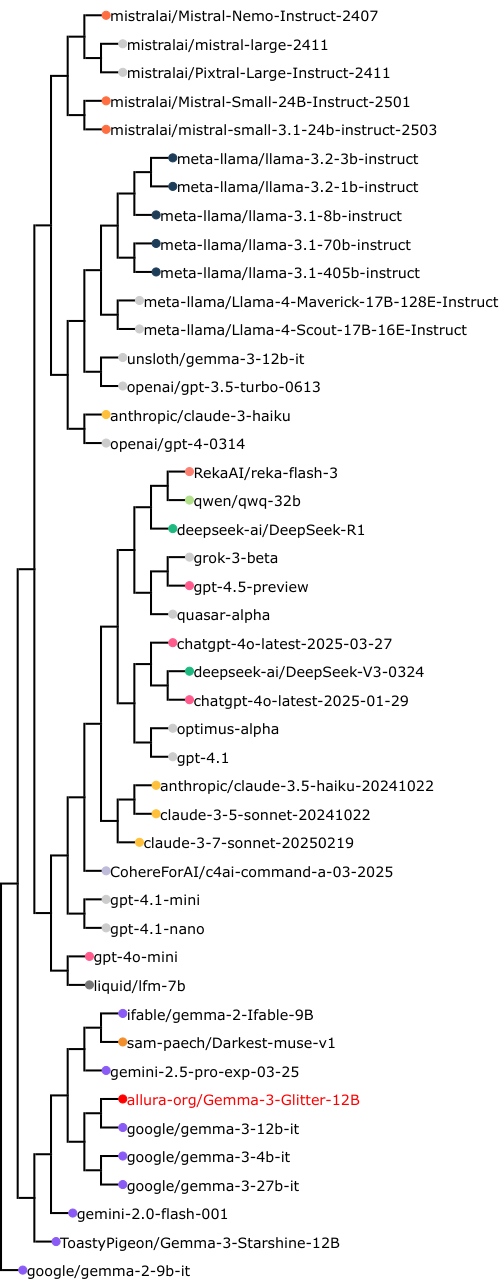 mistralai/Mistral-Nemo-Instruct-2407
mistralai/mistral-large-2411
mistralai/Pixtral-Large-Instruct-2411
mistralai/Mistral-Small-24B-Instruct-2501
mistralai/mistral-small-3.1-24b-instruct-2503
meta-llama/llama-3.2-3b-instruct
meta-llama/llama-3.2-1b-instruct
meta-llama/llama-3.1-8b-instruct
meta-llama/llama-3.1-70b-instruct
meta-llama/llama-3.1-405b-instruct
meta-llama/Llama-4-Maverick-17B-128E-Instruct
meta-llama/Llama-4-Scout-17B-16E-Instruct
unsloth/gemma-3-12b-it
openai/gpt-3.5-turbo-0613
anthropic/claude-3-haiku
openai/gpt-4-0314
RekaAI/reka-flash-3
qwen/qwq-32b
deepseek-ai/DeepSeek-R1
grok-3-beta
gpt-4.5-preview
quasar-alpha
chatgpt-4o-latest-2025-03-27
deepseek-ai/DeepSeek-V3-0324
chatgpt-4o-latest-2025-01-29
optimus-alpha
gpt-4.1
anthropic/claude-3.5-haiku-20241022
claude-3-5-sonnet-20241022
claude-3-7-sonnet-20250219
CohereForAI/c4ai-command-a-03-2025
gpt-4.1-mini
gpt-4.1-nano
gpt-4o-mini
liquid/lfm-7b
ifable/gemma-2-Ifable-9B
sam-paech/Darkest-muse-v1
gemini-2.5-pro-exp-03-25
allura-org/Gemma-3-Glitter-12B
google/gemma-3-12b-it
google/gemma-3-4b-it
google/gemma-3-27b-it
gemini-2.0-flash-001
ToastyPigeon/Gemma-3-Starshine-12B
google/gemma-2-9b-it